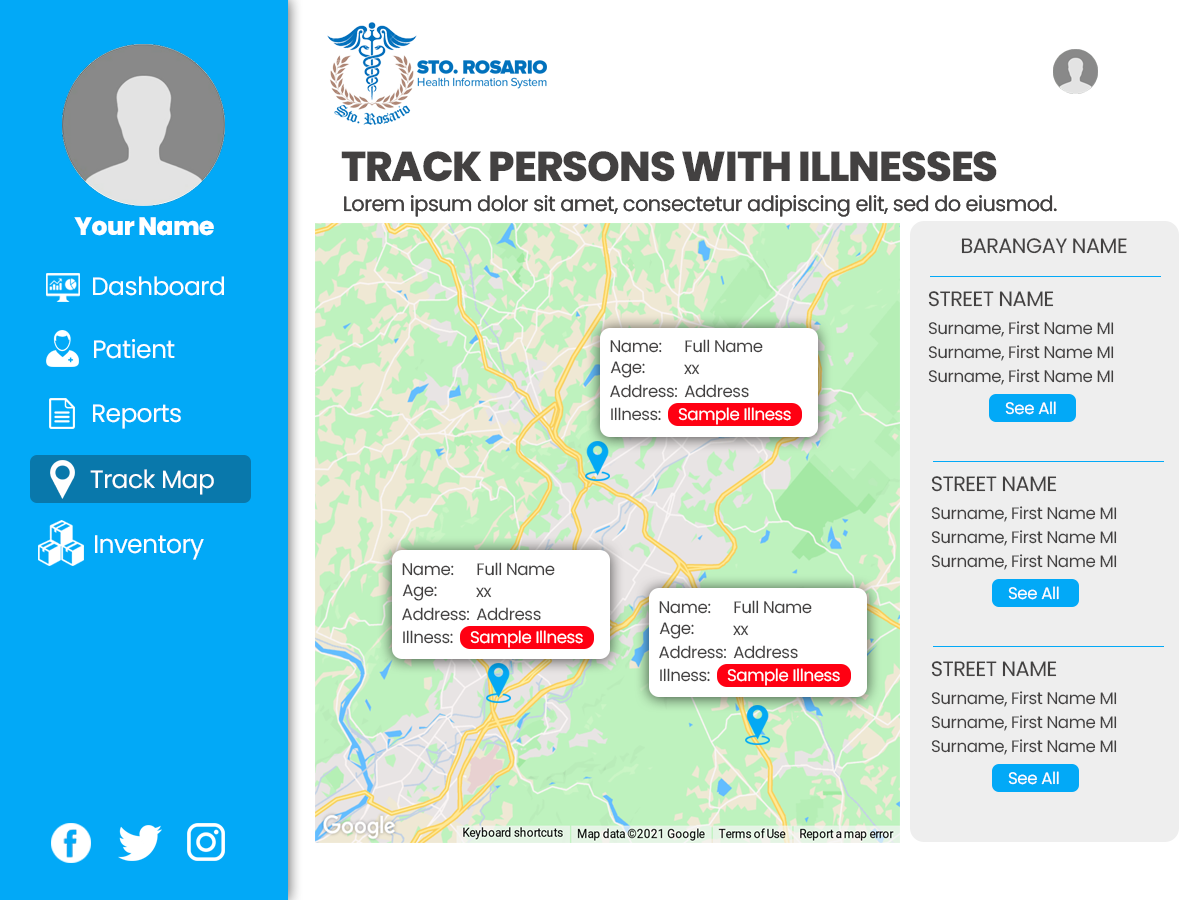 Your Name
Dashboard
Patient
Reports
Track Map
Inventory
STO. ROSARIO
Health Information System
Sto. Rosario
TRACK PERSONS WITH ILLNESSES
Lorem ipsum dolor sit amet, consectetur adipiscing elit, sed do eiusmod.
Name: Full Name
Age: xx
Address: Address
Illness: Sample Illness
Name: Full Name
Age: xx
Address: Address
Illness: Sample Illness
Name: Full Name
Age: xx
Address: Address
Illness: Sample Illness
Google
Keyboard shortcuts
Map data ©2021 Google
Terms of Use
Report a map error
BARANGAY NAME
STREET NAME
Surname, First Name MI
Surname, First Name MI
Surname, First Name MI
See All
STREET NAME
Surname, First Name MI
Surname, First Name MI
Surname, First Name MI
See All
STREET NAME
Surname, First Name MI
Surname, First Name MI
Surname, First Name MI
See All